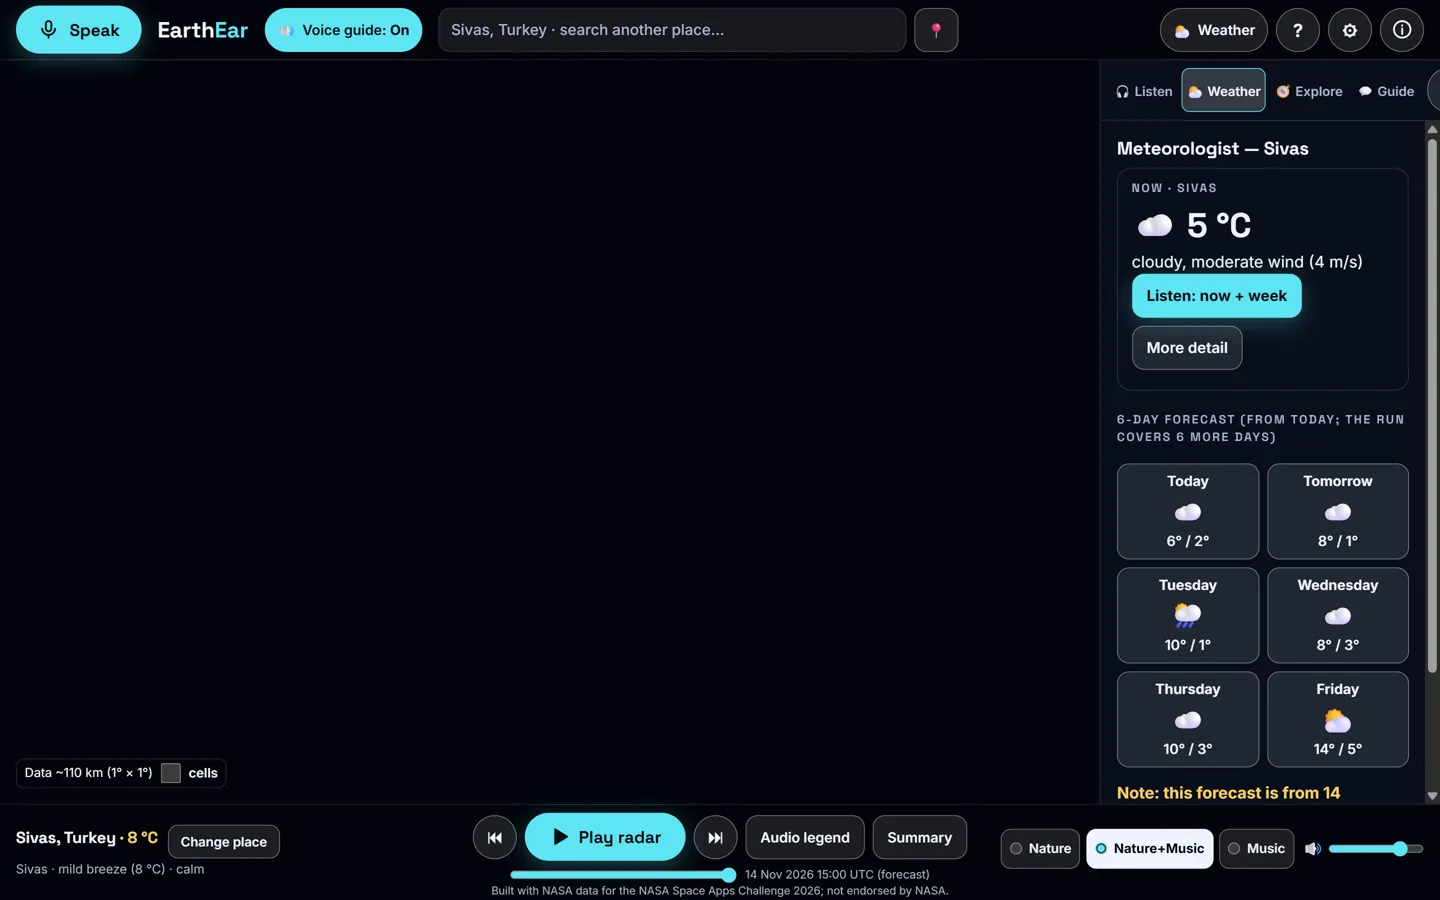 Speak
EarthEar
Voice guide: On
Sivas, Turkey · search another place...
Weather
?
Listen
Weather
Explore
Guide
Meteorologist — Sivas
NOW · SIVAS
5 °C
cloudy, moderate wind (4 m/s)
Listen: now + week
More detail
6-DAY FORECAST (FROM TODAY; THE RUN
COVERS 6 MORE DAYS)
Today
6° / 2°
Tomorrow
8° / 1°
Tuesday
10° / 1°
Wednesday
8° / 3°
Thursday
10° / 3°
Friday
14° / 5°
Note: this forecast is from 14
Data ~110 km (1° × 1°)
cells
Sivas, Turkey · 8 °C
Change place
Sivas · mild breeze (8 °C) · calm
Play radar
Audio legend
Summary
14 Nov 2026 15:00 UTC (forecast)
Built with NASA data for the NASA Space Apps Challenge 2026; not endorsed by NASA.
Nature
Nature+Music
Music